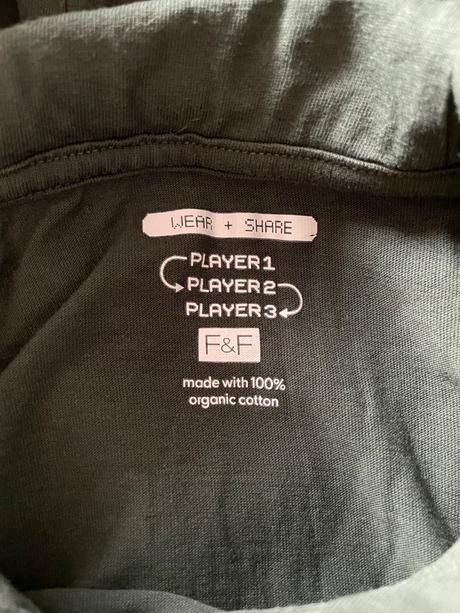 WEAR + SHARE
PLAYER 1
PLAYER 2
PLAYER 3
F&F
made with 100%
organic cotton